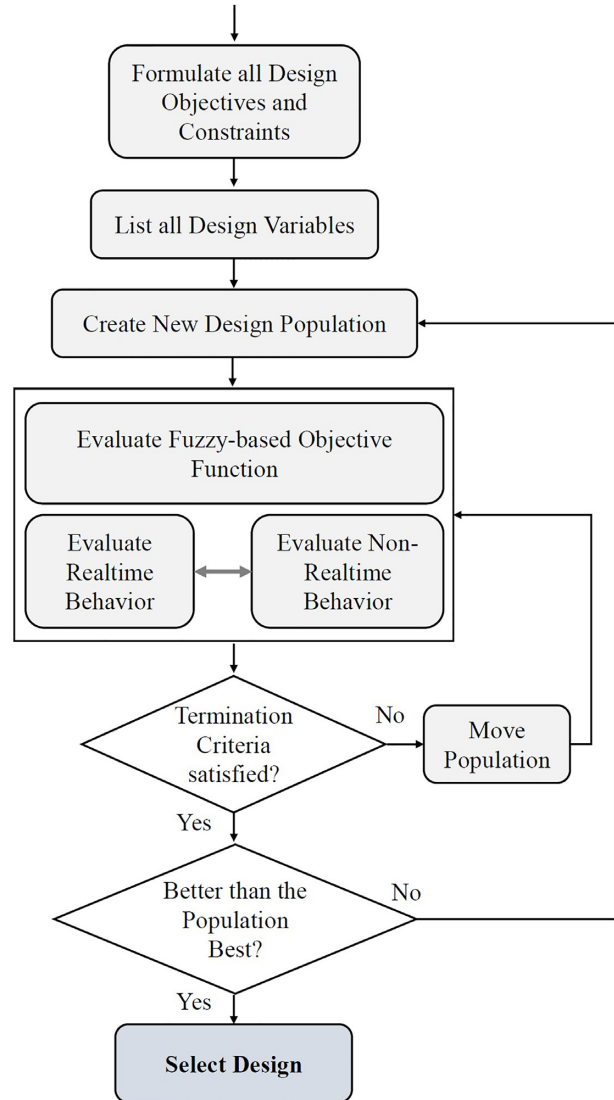 Formulate all Design
Objectives and
Constraints
List all Design Variables
Create New Design Population
Evaluate Fuzzy-based Objective
Function
Evaluate
Realtime
Behavior
Evaluate Non-
Realtime
Behavior
Termination
Criteria
satisfied?
No
Move
Population
Yes
Better than the
Population
Best?
No
Yes
Select Design